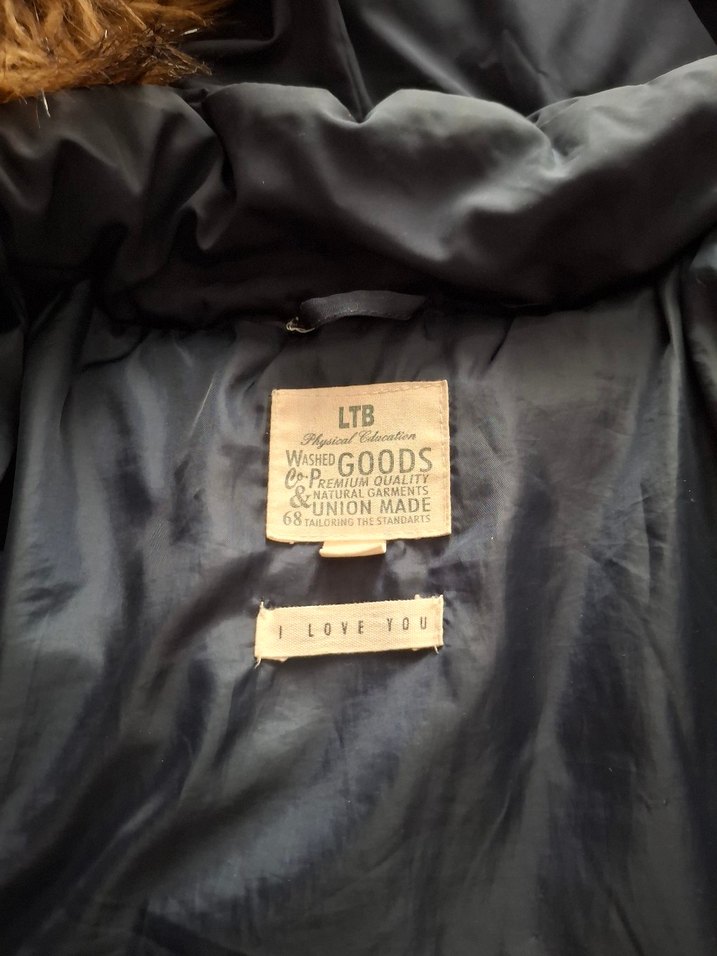 LTB
Physical Education
WASHED GOODS
Co·PREMIUM QUALITY
& NATURAL GARMENTS
UNION MADE
68 TAILORING THE STANDARTS
I LOVE YOU